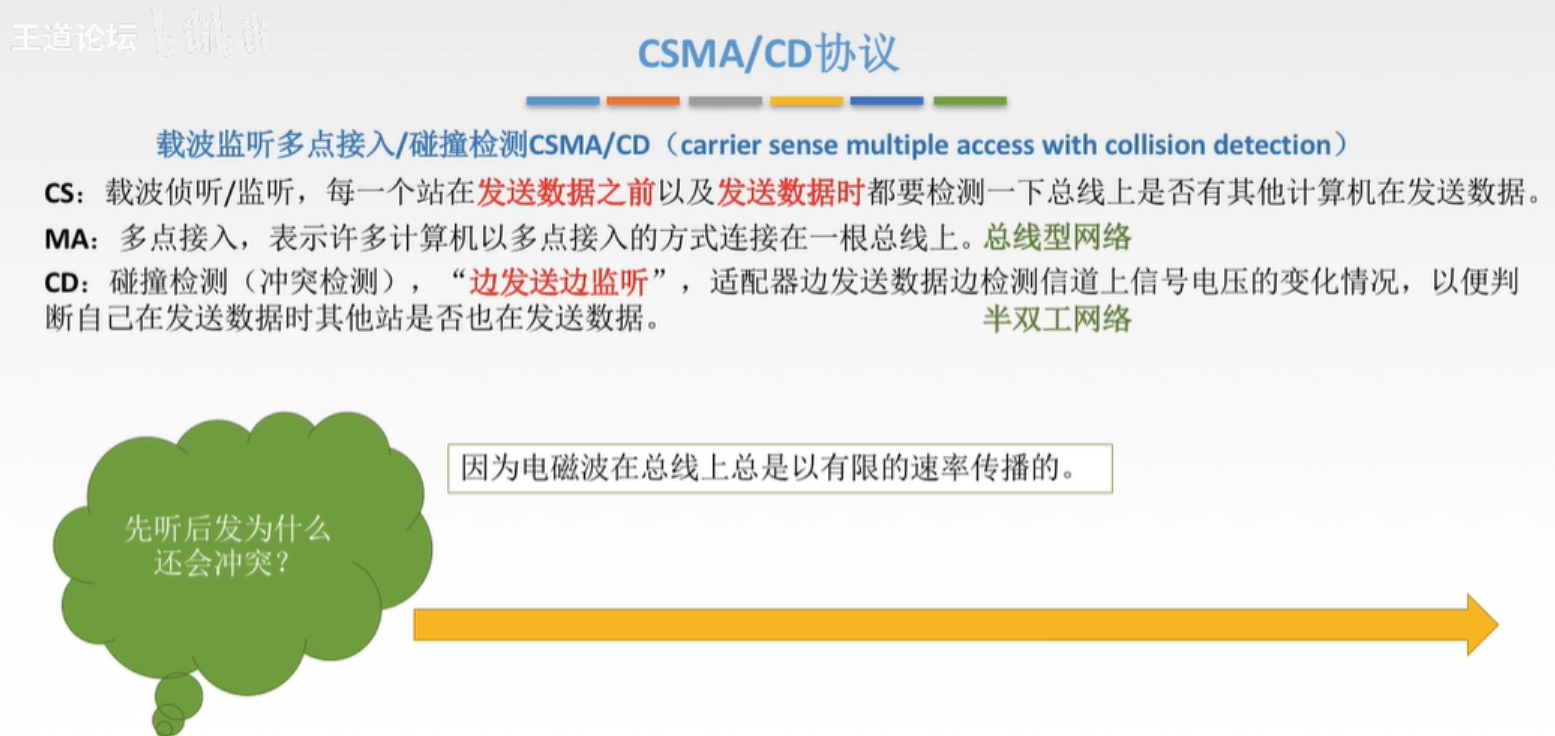 王道论坛 bilibili
CSMA/CD协议
载波监听多点接入/碰撞检测CSMA/CD（carrier sense multiple access with collision detection）
CS：载波侦听/监听，每一个站在发送数据之前以及发送数据时都要检测一下总线上是否有其他计算机在发送数据。
MA：多点接入，表示许多计算机以多点接入的方式连接在一根总线上。总线型网络
CD：碰撞检测（冲突检测），“边发送边监听”，适配器边发送数据边检测信道上信号电压的变化情况，以便判
断自己在发送数据时其他站是否也在发送数据。 半双工网络
因为电磁波在总线上总是以有限的速率传播的。
先听后发为什么
还会冲突？